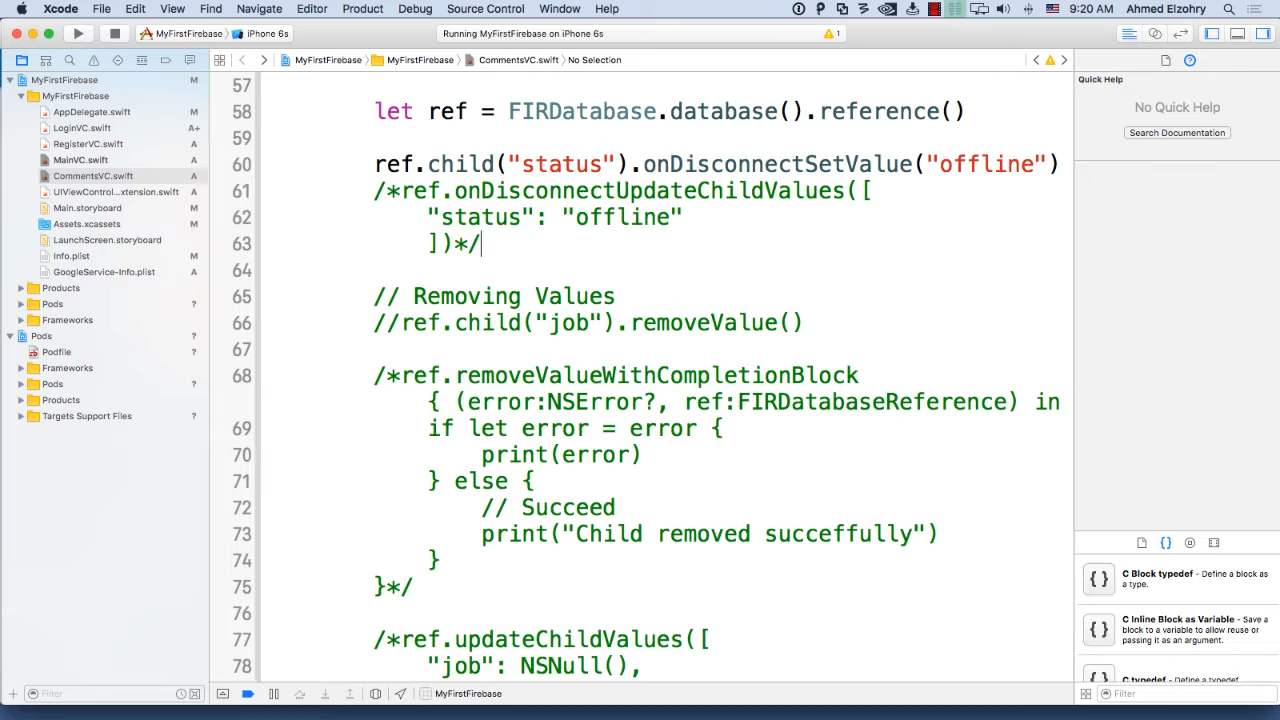 Xcode File Edit View Find Navigate Editor Product Debug Source Control Window Help 9:20 AM Ahmed Elzohry
MyFirstFirebase iPhone 6s Running MyFirstFirebase on iPhone 6s 1
MyFirstFirebase MyFirstFirebase CommentsVC.swift No Selection
MyFirstFirebase M
MyFirstFirebase
AppDelegate.swift M
LoginVC.swift A+
RegisterVC.swift A
MainVC.swift A
CommentsVC.swift A
UIViewControl...xtension.swift A
Main.storyboard M
Assets.xcassets M
LaunchScreen.storyboard
Info.plist M
GoogleService-Info.plist A
Products
Pods ?
Frameworks
Pods ?
Podfile
Frameworks ?
Pods ?
Products ?
Targets Support Files ?
Filter
57
58 let ref = FIRDatabase.database().reference()
59
60 ref.child("status").onDisconnectSetValue("offline")
61 /*ref.onDisconnectUpdateChildValues([
62 "status": "offline"
63 ])*/
64
65 // Removing Values
66 //ref.child("job").removeValue()
67
68 /*ref.removeValueWithCompletionBlock
{ (error:NSError?, ref:FIRDatabaseReference) in
69 if let error = error {
70 print(error)
71 } else {
72 // Succeed
73 print("Child removed succeffully")
74 }
75 }*/
76
77 /*ref.updateChildValues([
78 "job": NSNull(),
MyFirstFirebase
Quick Help
No Quick Help
Search Documentation
{ } C Block typedef - Define a block as
a type.
{ } C Inline Block as Variable - Save a
block to a variable to allow reuse or
passing it as an argument.
C typedef - Define a typedef
Filter